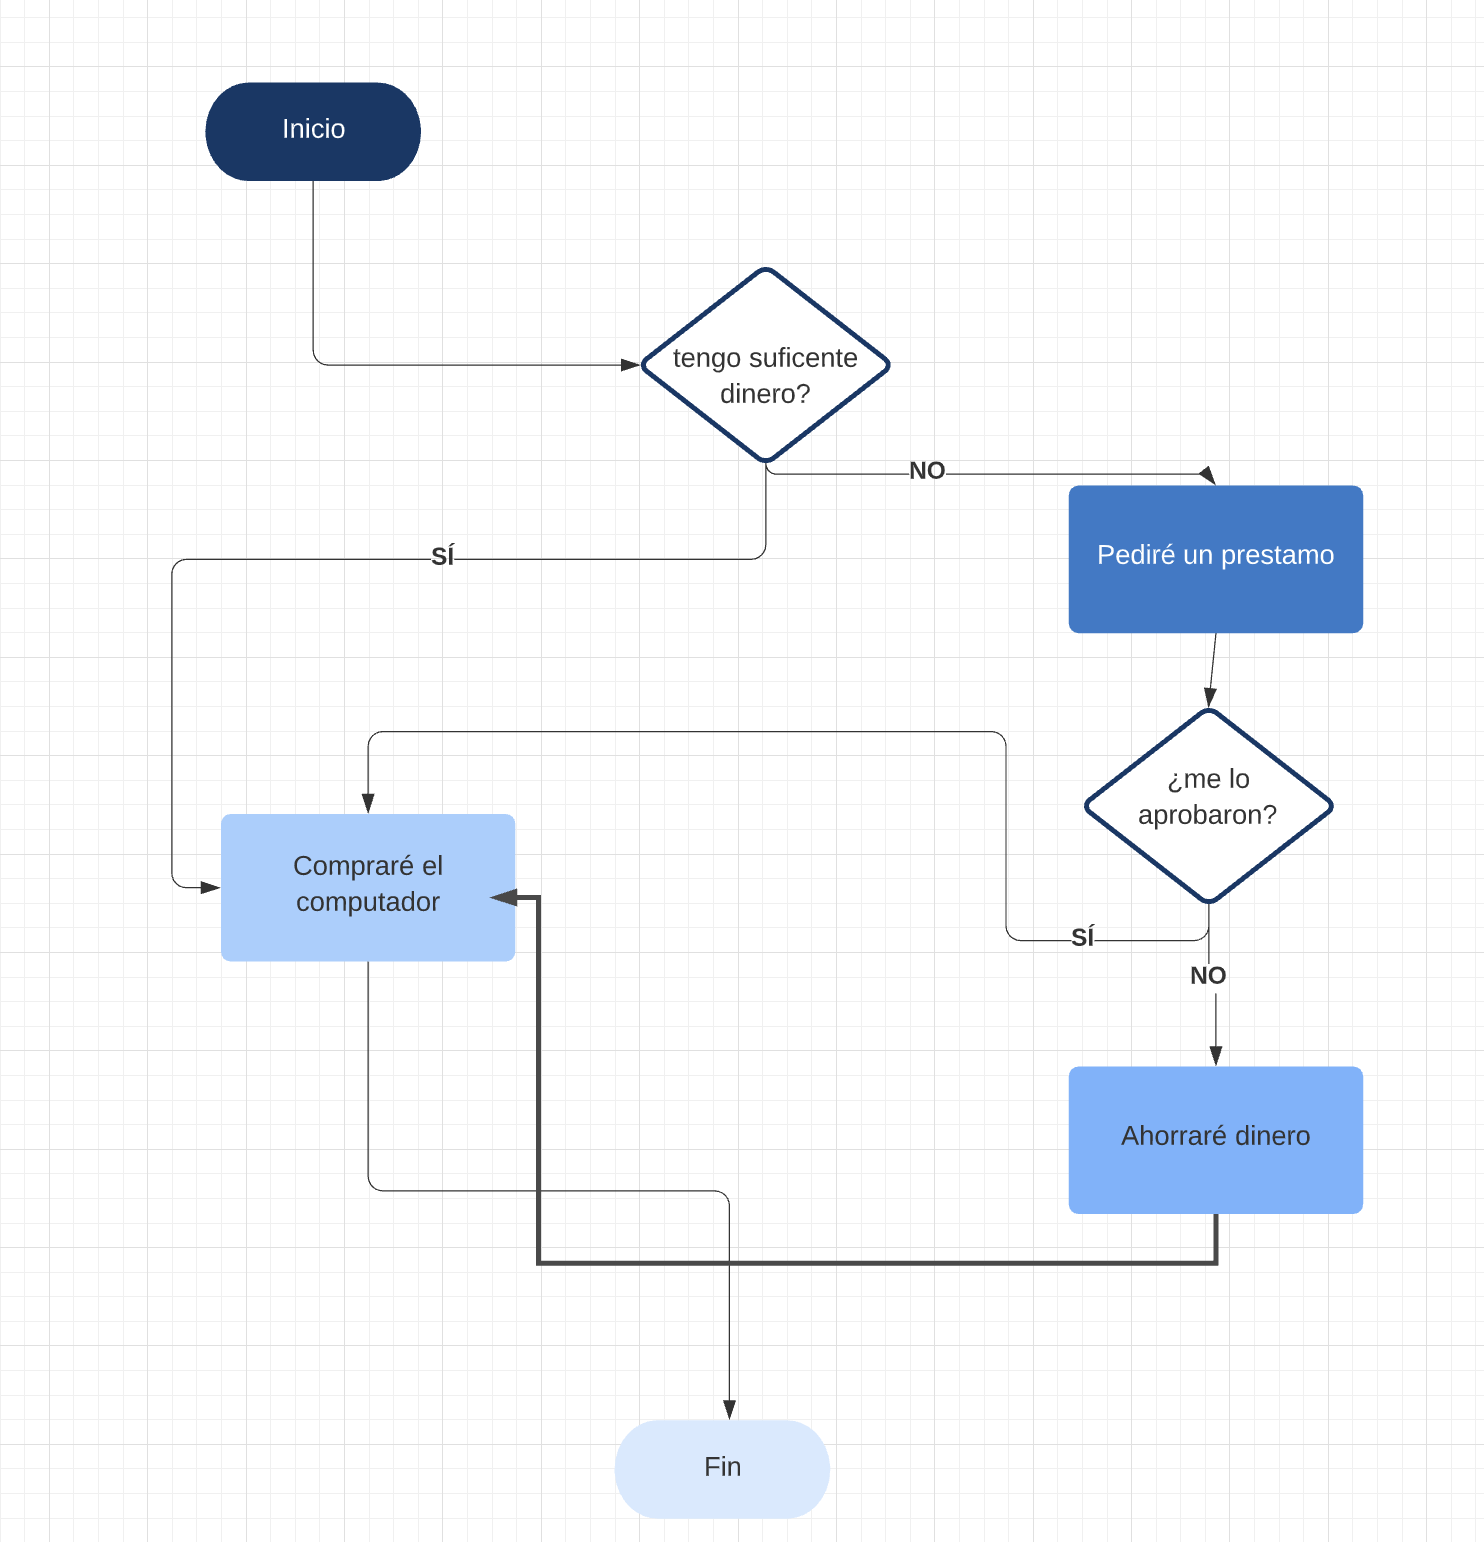 Inicio
tengo suficente
dinero?
NO
SÍ
Pediré un prestamo
¿me lo
aprobaron?
Compraré el
computador
SÍ
NO
Ahorraré dinero
Fin